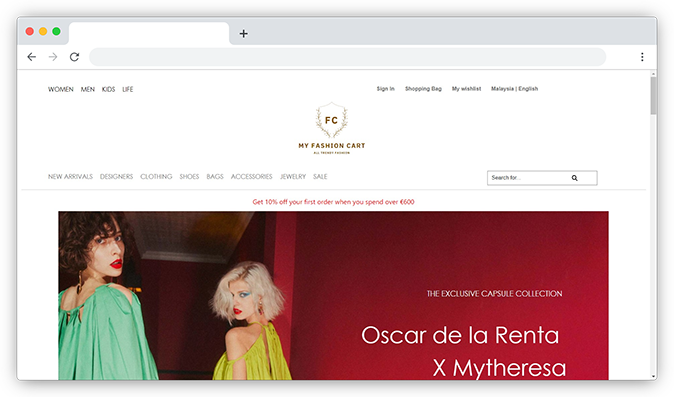 WOMEN MEN KIDS LIFE
Sign In Shopping Bag My wishlist Malaysia | English
FC
MY FASHION CART
ALL TRENDY FASHION
NEW ARRIVALS DESIGNERS CLOTHING SHOES BAGS ACCESSORIES JEWELRY SALE
Search for...
Get 10% off your first order when you spend over €600
THE EXCLUSIVE CAPSULE COLLECTION
Oscar de la Renta
X Mytheresa